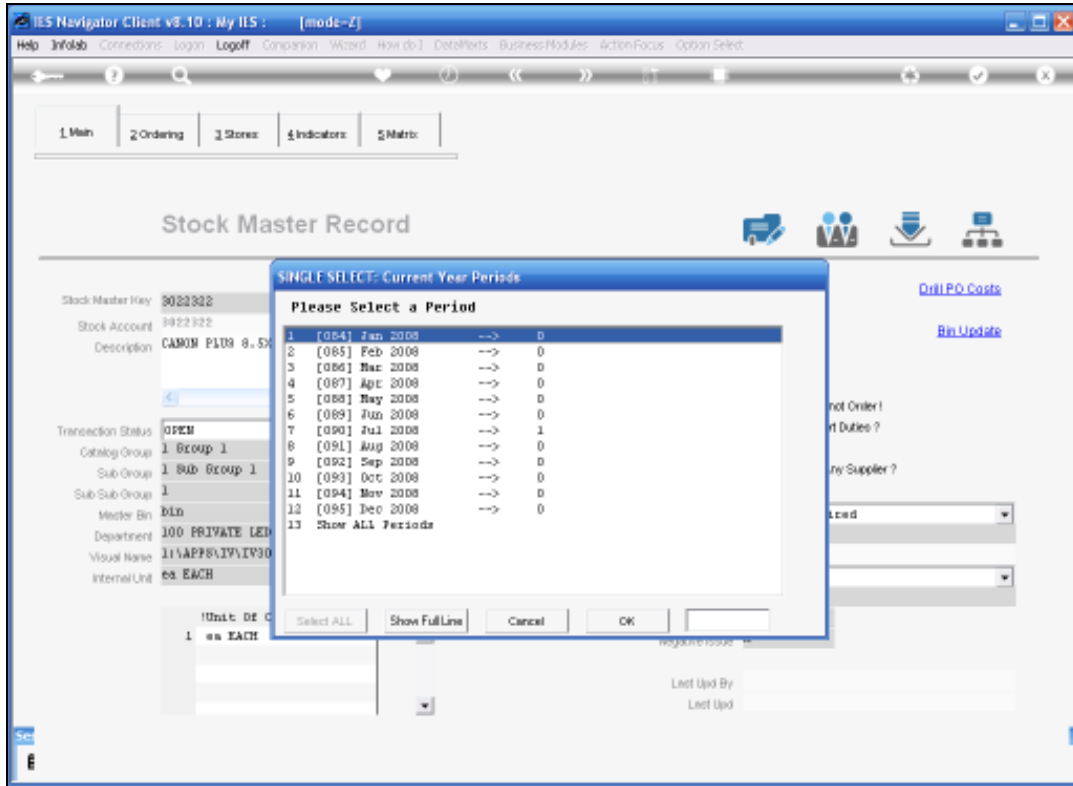 IES Navigator Client v8.10 : My IES : [mode-Z]
Help Infolab Connections Logon Logoff Companion Wizard How do I DataMarts Business Modules Action Focus Option Select
1 Main 2 Ordering 3 Stores 4 Indicators 5 Matrix
Stock Master Record
SINGLE SELECT: Current Year Periods
Please Select a Period
1 [084] Jan 2008 --> 0
2 [085] Feb 2008 --> 0
3 [086] Mar 2008 --> 0
4 [087] Apr 2008 --> 0
5 [088] May 2008 --> 0
6 [089] Jun 2008 --> 0
7 [090] Jul 2008 --> 1
8 [091] Aug 2008 --> 0
9 [092] Sep 2008 --> 0
10 [093] Oct 2008 --> 0
11 [094] Nov 2008 --> 0
12 [095] Dec 2008 --> 0
13 Show ALL Periods
Select ALL Show Full Line Cancel OK
Drill PO Costs
Bin Update
Stock Master Key 3022322
Stock Account 3022322
Description CANON PLUS 8.5X
not Order !
t Duties ?
Transaction Status OPEN
Catalog Group 1 Group 1
Sub Group 1 Sub Group 1
ny Supplier ?
Sub Sub Group 1
Master Bin bin
ired
Department 100 PRIVATE LED
Visual Name 1:\APPS\IV\IV30
Internal Unit ea EACH
!Unit Of C
1 ea EACH
Negative Issue
Last Upd By
Last Upd
Se